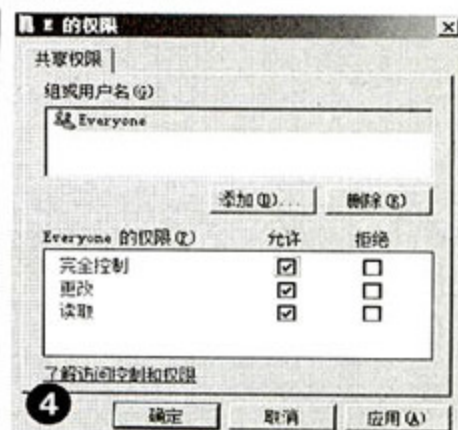 E 的权限
共享权限
组或用户名(G)
Everyone
添加(D)... 删除(R)
Everyone 的权限(P) 允许 拒绝
完全控制
更改
读取
了解访问控制和权限
4
确定 取消 应用(A)